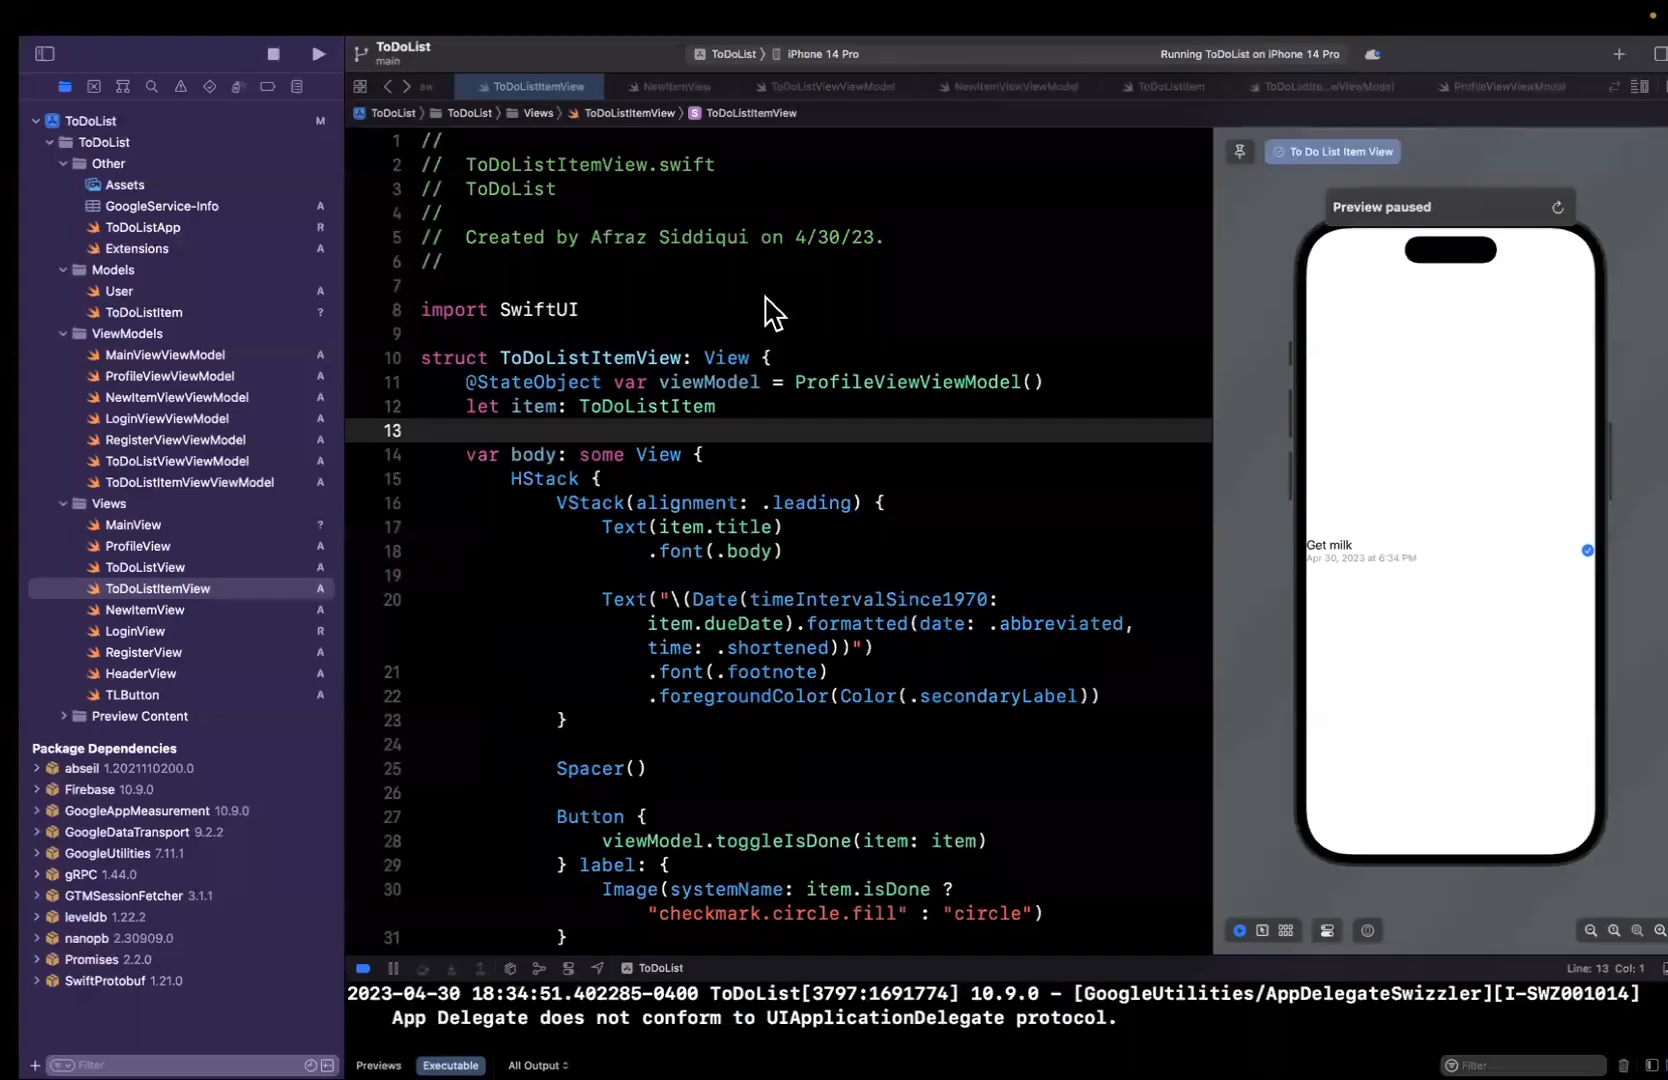 ToDoList
main
ToDoList
iPhone 14 Pro
Running ToDoList on iPhone 14 Pro
ew
ToDoListItemView
NewItemView
ToDoListViewViewModel
NewItemViewViewModel
ToDoListItem
ToDoListIte...wViewModel
ProfileViewViewModel
ToDoList
ToDoList
Views
ToDoListItemView
S ToDoListItemView
ToDoList M
ToDoList
Other
Assets
GoogleService-Info A
ToDoListApp R
Extensions A
Models
User A
ToDoListItem ?
ViewModels
MainViewViewModel A
ProfileViewViewModel A
NewItemViewViewModel A
LoginViewViewModel A
RegisterViewViewModel A
ToDoListViewViewModel A
ToDoListItemViewViewModel A
Views
MainView ?
ProfileView A
ToDoListView A
ToDoListItemView A
NewItemView A
LoginView R
RegisterView A
HeaderView A
TLButton A
Preview Content
Package Dependencies
abseil 1.2021110200.0
Firebase 10.9.0
GoogleAppMeasurement 10.9.0
GoogleDataTransport 9.2.2
GoogleUtilities 7.11.1
gRPC 1.44.0
GTMSessionFetcher 3.1.1
leveldb 1.22.2
nanopb 2.30909.0
Promises 2.2.0
SwiftProtobuf 1.21.0
Filter
1 //
2 //  ToDoListItemView.swift
3 //  ToDoList
4 //
5 //  Created by Afraz Siddiqui on 4/30/23.
6 //
7
8 import SwiftUI
9
10 struct ToDoListItemView: View {
11     @StateObject var viewModel = ProfileViewViewModel()
12     let item: ToDoListItem
13
14     var body: some View {
15         HStack {
16             VStack(alignment: .leading) {
17                 Text(item.title)
18                     .font(.body)
19
20                 Text("\(Date(timeIntervalSince1970:
item.dueDate).formatted(date: .abbreviated,
time: .shortened))")
21                     .font(.footnote)
22                     .foregroundColor(Color(.secondaryLabel))
23             }
24
25             Spacer()
26
27             Button {
28                 viewModel.toggleIsDone(item: item)
29             } label: {
30                 Image(systemName: item.isDone ?
"checkmark.circle.fill" : "circle")
31             }
To Do List Item View
Preview paused
Get milk
Apr 30, 2023 at 6:34 PM
ToDoList
Line: 13 Col: 1
2023-04-30 18:34:51.402285-0400 ToDoList[3797:1691774] 10.9.0 - [GoogleUtilities/AppDelegateSwizzler][I-SWZ001014]
App Delegate does not conform to UIApplicationDelegate protocol.
Previews
Executable
All Output
Filter